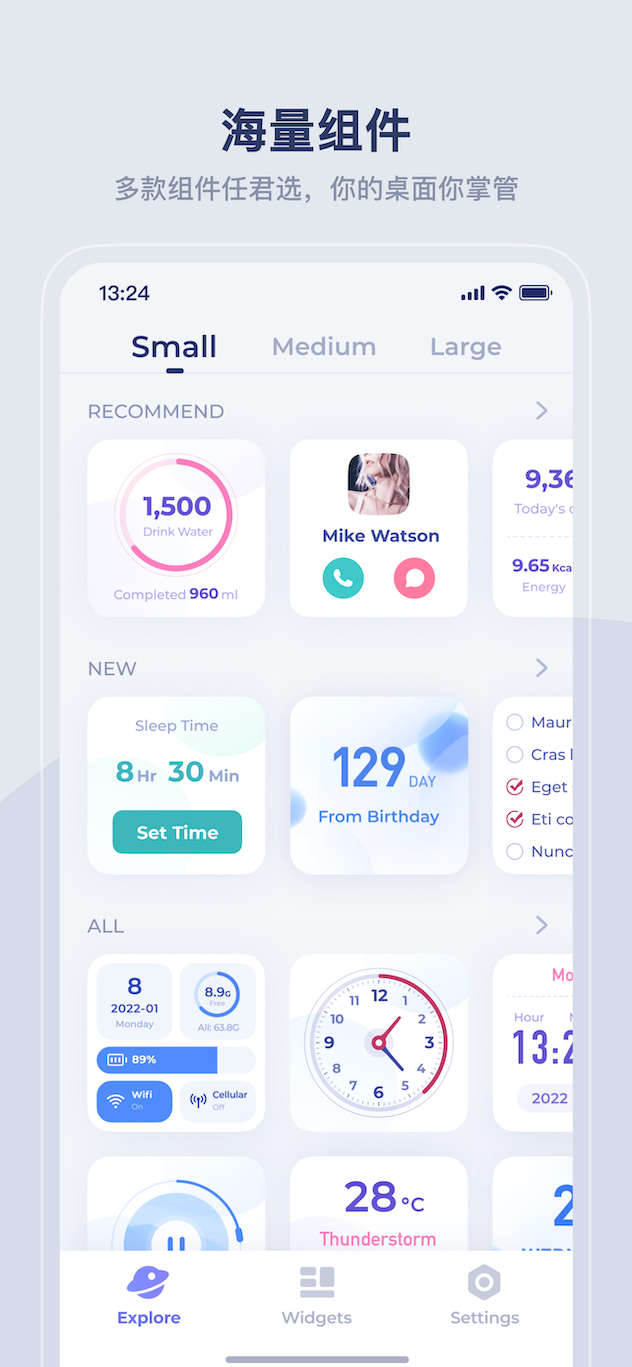 海量组件
多款组件任君选，你的桌面你掌管
13:24
Small Medium Large
RECOMMEND
1,500
Drink Water
Completed 960 ml
Mike Watson
9,36
Today's
9.65 Kca
Energy
NEW
Sleep Time
8 Hr 30 Min
Set Time
129 DAY
From Birthday
Maur
Cras
Eget
Eti co
Nunc
ALL
8
2022-01
Monday
8.9G
Free
All: 63.8G
89%
Wifi
On
Cellular
Off
12
1
2
3
4
5
6
7
8
9
10
11
Mo
Hour
13:2
2022
28°C
Thunderstorm
2
Explore Widgets Settings